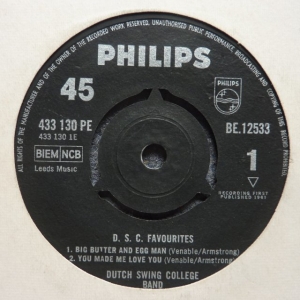 ALL RIGHTS OF THE MANUFACTURER AND OF THE OWNER OF THE RECORDED WORK RESERVED. UNAUTHORISED PUBLIC PERFORMANCE, BROADCASTING AND COPYING OF THIS RECORD PROHIBITED
PHILIPS
45
PHILIPS
433 130 PE
433 130 1E
BE.12533
BIEM NCB
Leeds Music
1
RECORDING FIRST
PUBLISHED 1961
D. S. C. FAVOURITES
1. BIG BUTTER AND EGG MAN (Venable/Armstrong)
2. YOU MADE ME LOVE YOU (Venable/Armstrong)
DUTCH SWING COLLEGE
BAND